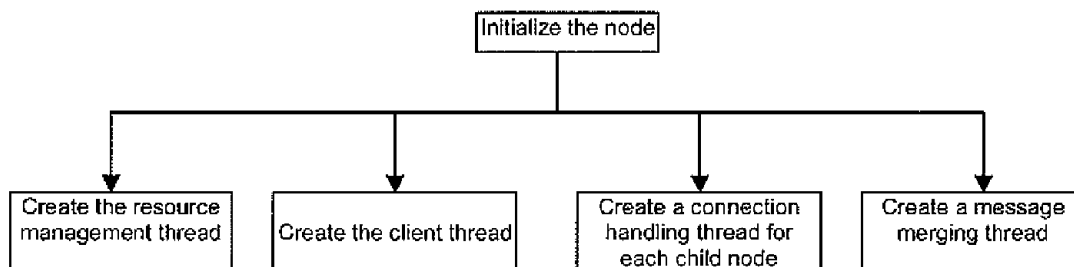 Initialize the node
Create the resource
management thread
Create the client thread
Create a connection
handling thread for
each child node
Create a message
merging thread